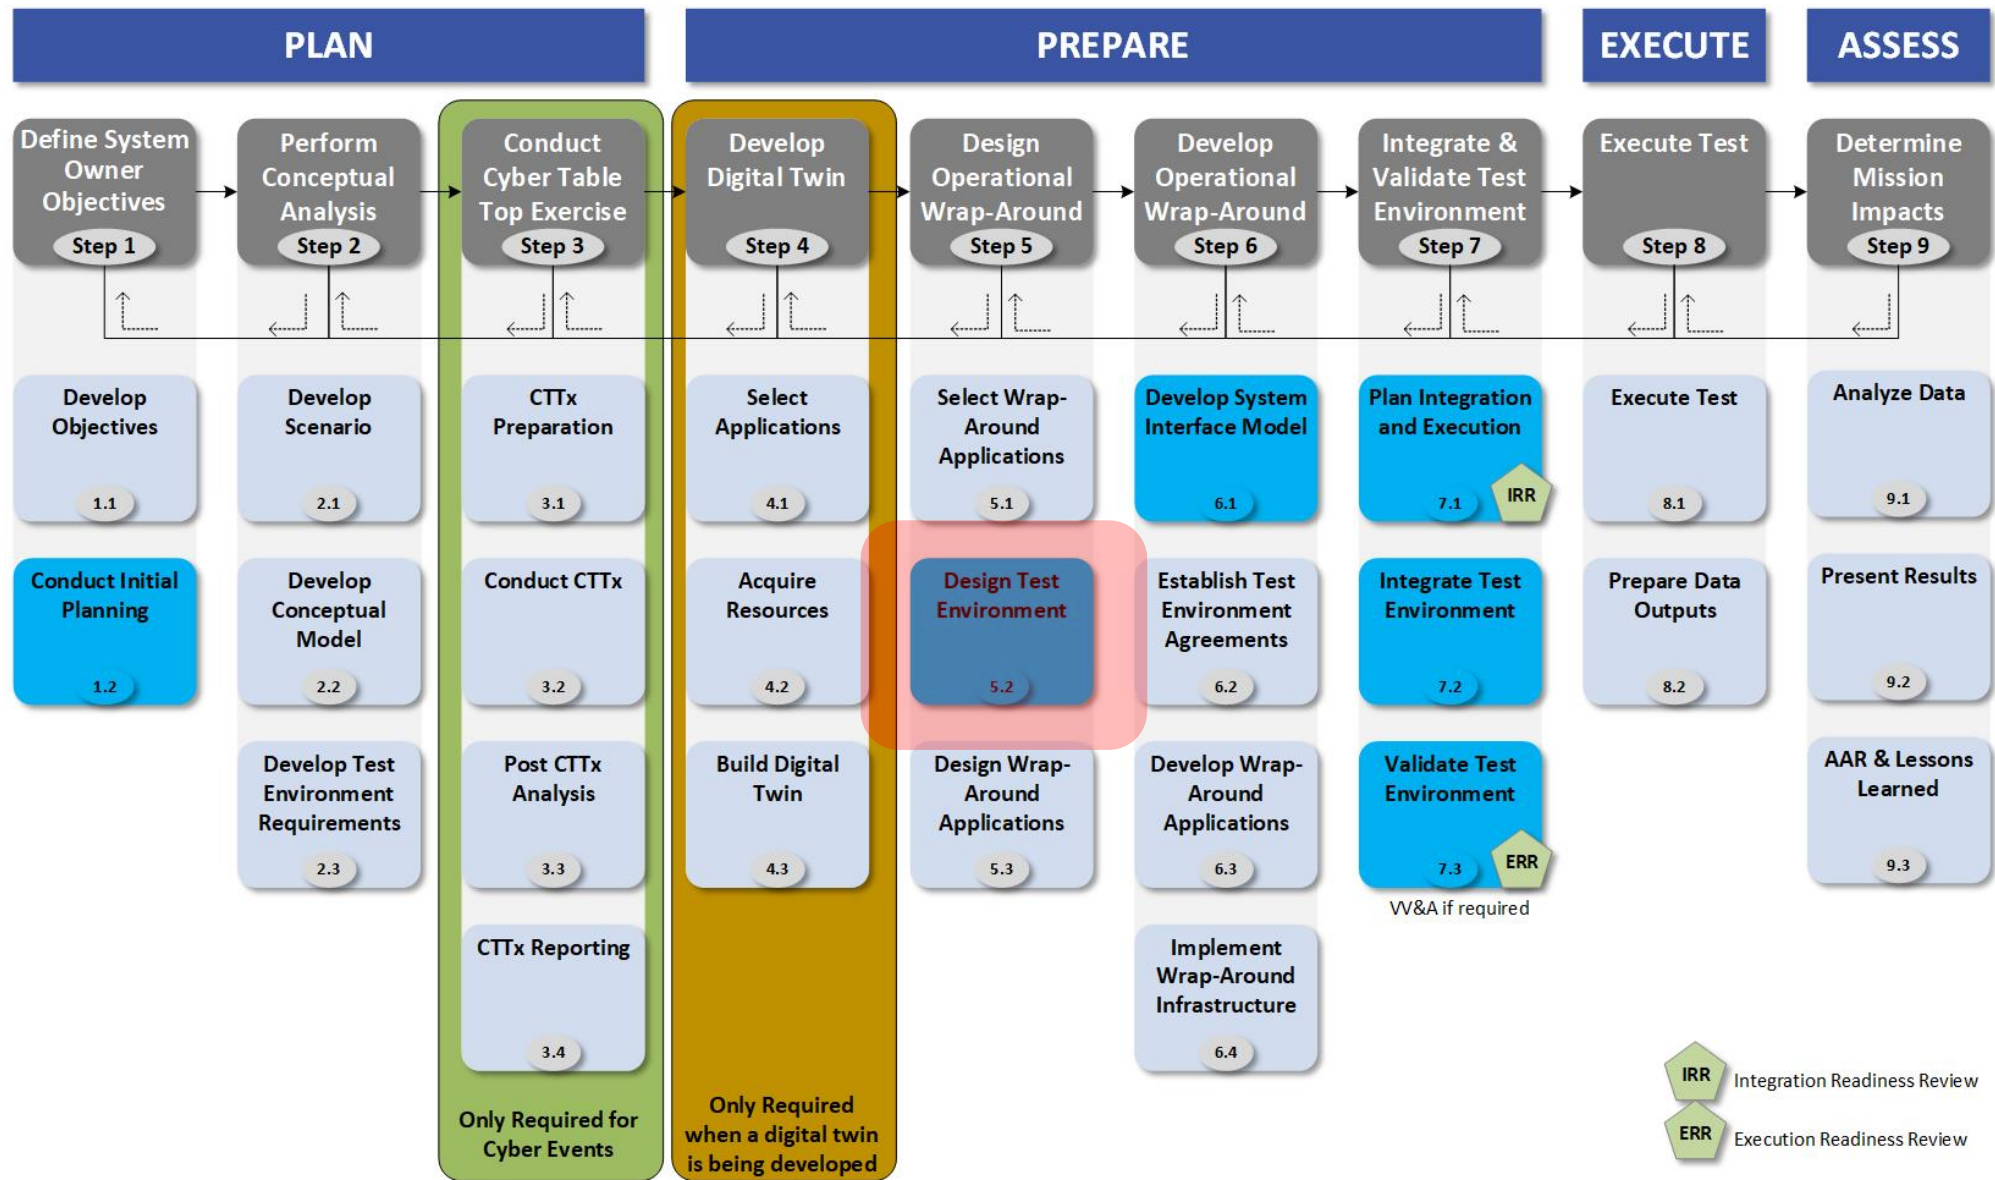 PLAN
PREPARE
EXECUTE
ASSESS
Define System
Owner
Objectives
Step 1
Perform
Conceptual
Analysis
Step 2
Conduct
Cyber Table
Top Exercise
Step 3
Develop
Digital Twin
Step 4
Design
Operational
Wrap-Around
Step 5
Develop
Operational
Wrap-Around
Step 6
Integrate &
Validate Test
Environment
Step 7
Execute Test
Step 8
Determine
Mission
Impacts
Step 9
Develop
Objectives
1.1
Conduct Initial
Planning
1.2
Develop
Scenario
2.1
Develop
Conceptual
Model
2.2
Develop Test
Environment
Requirements
2.3
CTTx
Preparation
3.1
Conduct CTTx
3.2
Post CTTx
Analysis
3.3
CTTx Reporting
3.4
Only Required for
Cyber Events
Select
Applications
4.1
Acquire
Resources
4.2
Build Digital
Twin
4.3
Only Required
when a digital twin
is being developed
Select Wrap-
Around
Applications
5.1
Design Test
Environment
5.2
Design Wrap-
Around
Applications
5.3
Develop System
Interface Model
6.1
Establish Test
Environment
Agreements
6.2
Develop Wrap-
Around
Applications
6.3
Implement
Wrap-Around
Infrastructure
6.4
Plan Integration
and Execution
7.1
IRR
Integrate Test
Environment
7.2
Validate Test
Environment
7.3
ERR
VV&A if required
Execute Test
8.1
Prepare Data
Outputs
8.2
Analyze Data
9.1
Present Results
9.2
AAR & Lessons
Learned
9.3
IRR Integration Readiness Review
ERR Execution Readiness Review